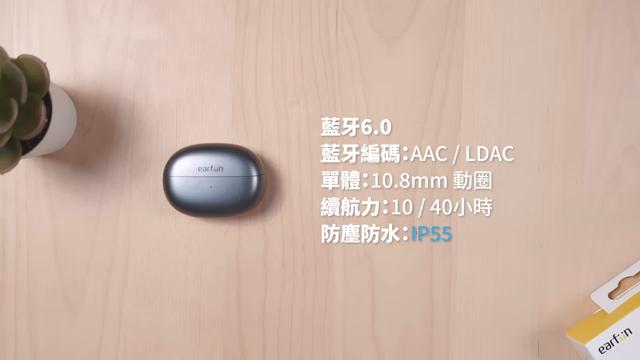 earfun
藍牙6.0
藍牙編碼：AAC / LDAC
單體：10.8mm 動圈
續航力：10 / 40小時
防塵防水：IP55
earfun